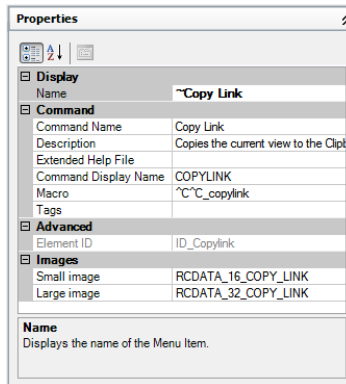 Properties
Display
Name ~Copy Link
Command
Command Name Copy Link
Description Copies the current view to the Clipb
Extended Help File
Command Display Name COPYLINK
Macro ^C^C_copylink
Tags
Advanced
Element ID ID_Copylink
Images
Small image RCDATA_16_COPY_LINK
Large image RCDATA_32_COPY_LINK
Name
Displays the name of the Menu Item.